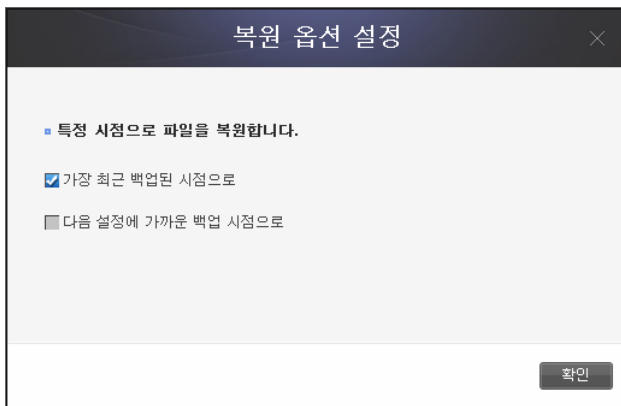 복원 옵션 설정
특정 시점으로 파일을 복원합니다.
가장 최근 백업된 시점으로
다음 설정에 가까운 백업 시점으로
확인